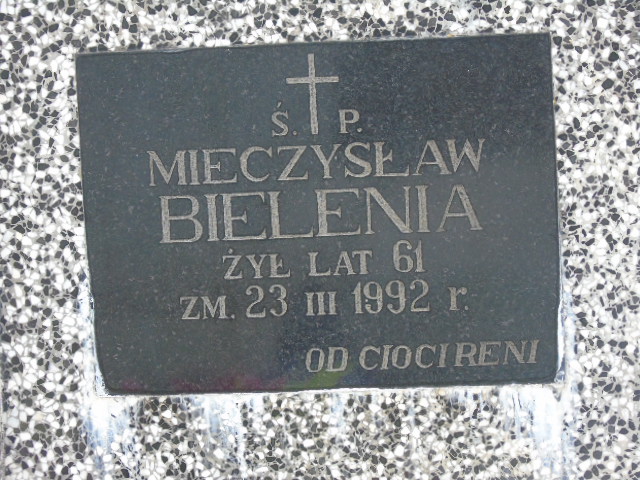 Ś. P.
MIECZYSŁAW
BIELENIA
ŻYŁ LAT 61
ZM. 23 III 1992 r.
OD CIOCI RENI